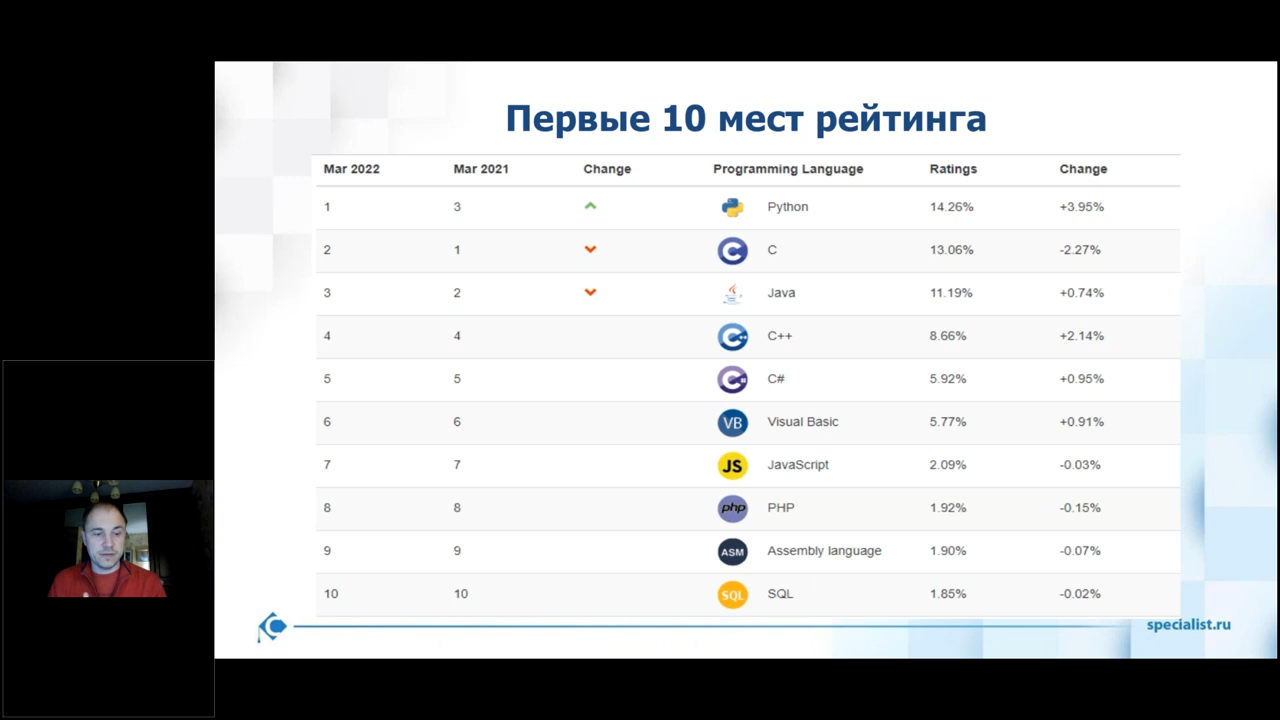 Первые 10 мест рейтинга
Mar 2022 Mar 2021 Change Programming Language Ratings Change
1 3 Python 14.26% +3.95%
2 1 C 13.06% -2.27%
3 2 Java 11.19% +0.74%
4 4 C++ 8.66% +2.14%
5 5 C# 5.92% +0.95%
6 6 VB Visual Basic 5.77% +0.91%
7 7 JS JavaScript 2.09% -0.03%
8 8 php PHP 1.92% -0.15%
9 9 ASM Assembly language 1.90% -0.07%
10 10 SQL SQL 1.85% -0.02%
specialist.ru